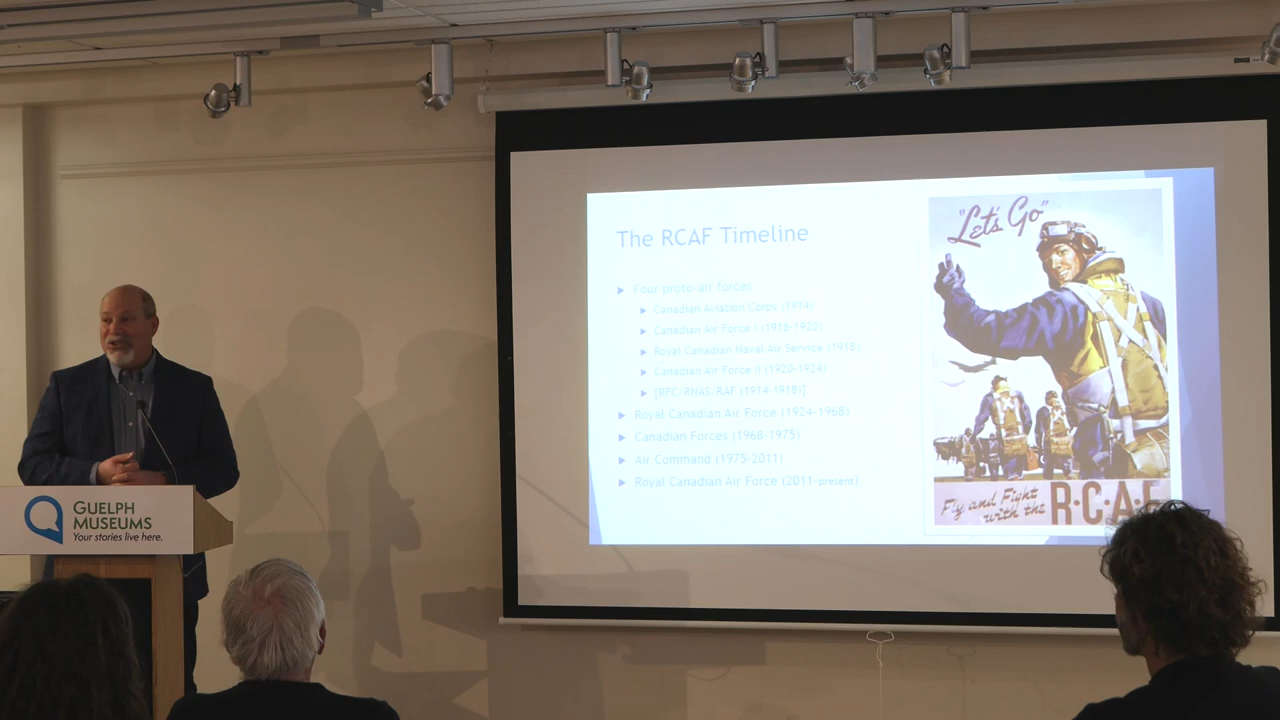 The RCAF Timeline
Four proto-air forces
Canadian Aviation Corps (1914)
Canadian Air Force I (1918-1920)
Royal Canadian Naval Air Service (1918)
Canadian Air Force II (1920-1924)
[RFC/RNAS/RAF (1914-1918)]
Royal Canadian Air Force (1924-1968)
Canadian Forces (1968-1975)
Air Command (1975-2011)
Royal Canadian Air Force (2011-present)
"Let's Go"
Fly and Fight
with the
R·C·A·F
GUELPH
MUSEUMS
Your stories live here.